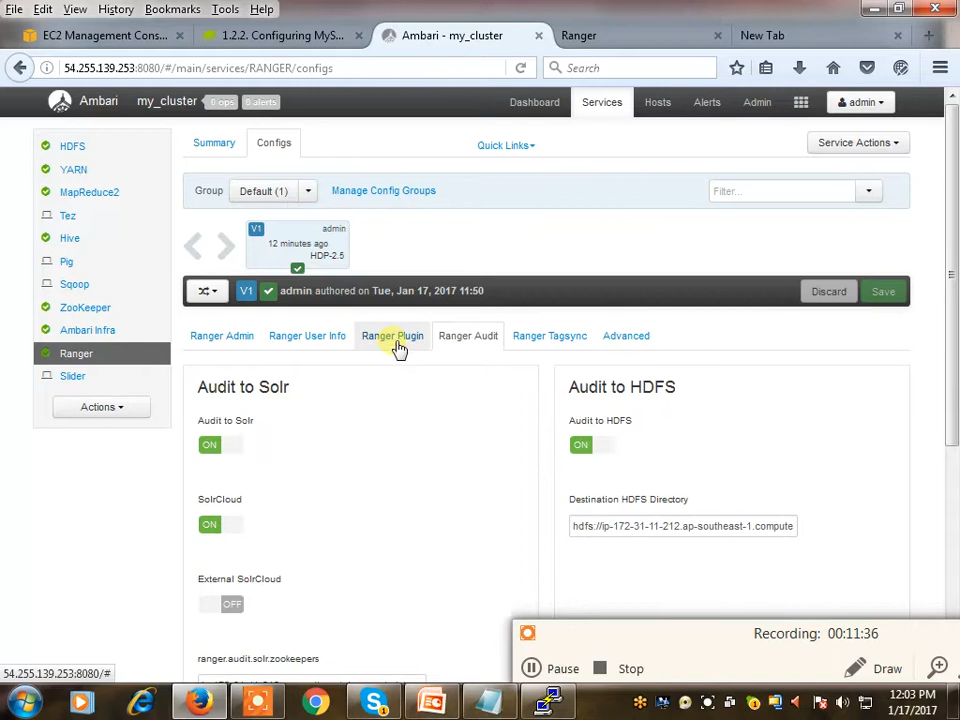 File Edit View History Bookmarks Tools Help
EC2 Management Cons...
1.2.2. Configuring MyS...
Ambari - my_cluster
Ranger
New Tab
54.255.139.253:8080/#/main/services/RANGER/configs
Search
Ambari my_cluster 0 ops 0 alerts Dashboard Services Hosts Alerts Admin admin
HDFS
YARN
MapReduce2
Tez
Hive
Pig
Sqoop
ZooKeeper
Ambari Infra
Ranger
Slider
Actions
Summary Configs Quick Links Service Actions
Group Default (1) Manage Config Groups Filter...
V1 admin
12 minutes ago
HDP-2.5
V1 admin authored on Tue, Jan 17, 2017 11:50 Discard Save
Ranger Admin Ranger User Info Ranger Plugin Ranger Audit Ranger Tagsync Advanced
Audit to Solr
Audit to Solr
ON
SolrCloud
ON
External SolrCloud
OFF
ranger.audit.solr.zookeepers
Audit to HDFS
Audit to HDFS
ON
Destination HDFS Directory
hdfs://ip-172-31-11-212.ap-southeast-1.compute
Recording: 00:11:36
Pause Stop Draw
54.255.139.253:8080/#
12:03 PM
1/17/2017